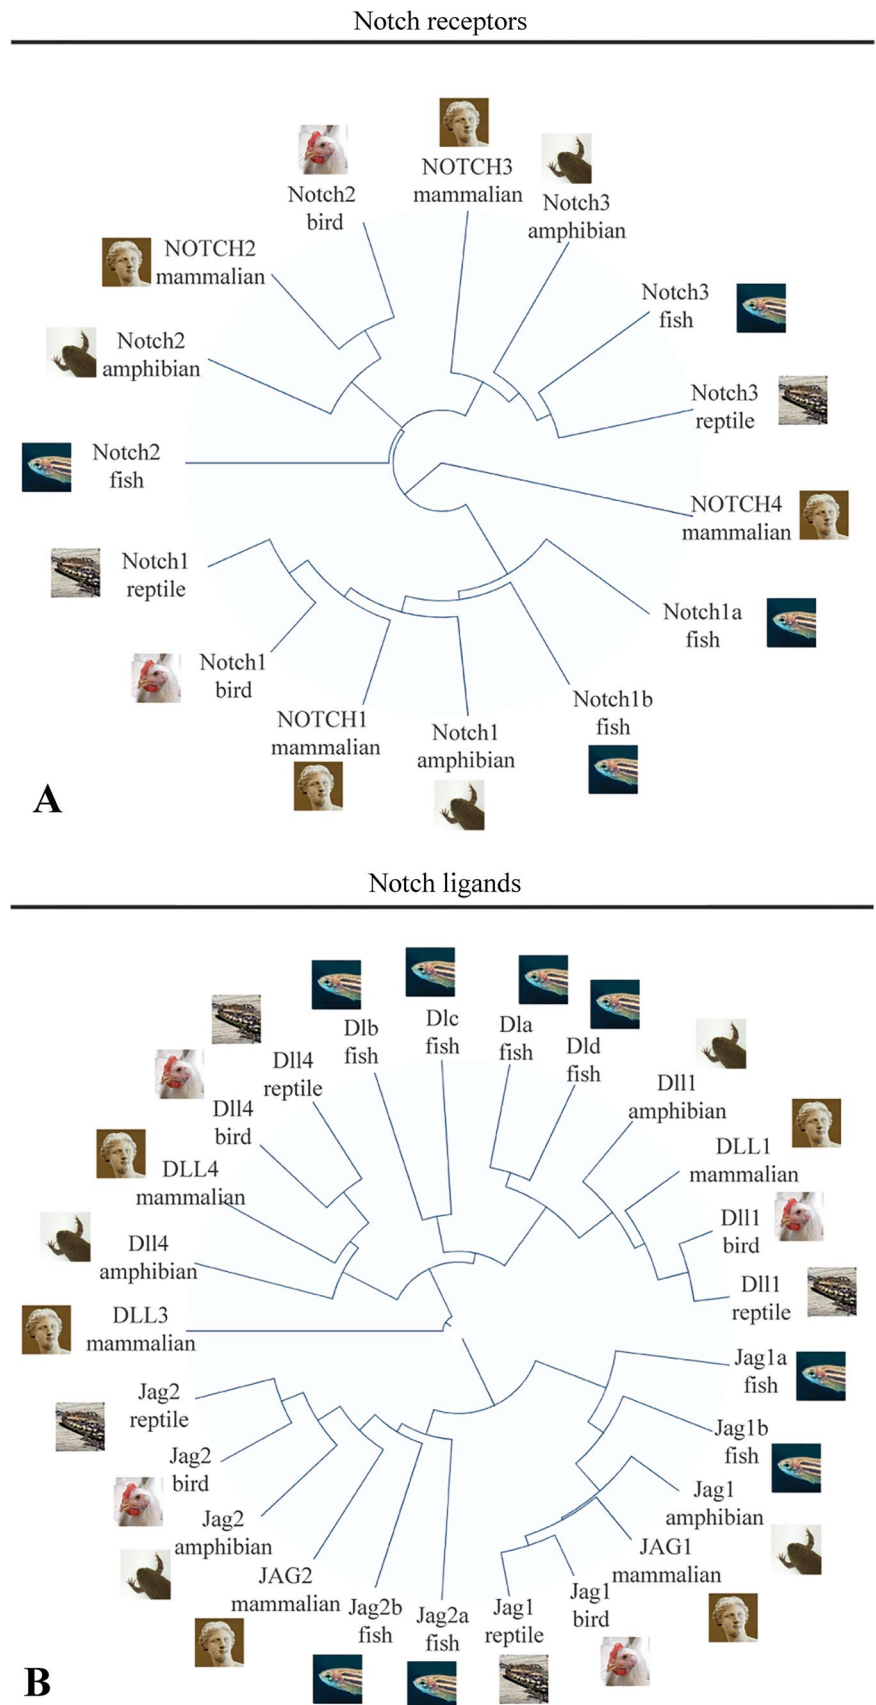 Notch receptors
NOTCH3
mammalian
Notch2
bird
Notch3
amphibian
NOTCH2
mammalian
Notch3
fish
Notch2
amphibian
Notch3
reptile
Notch2
fish
NOTCH4
mammalian
Notch1
reptile
Notch1a
fish
Notch1
bird
Notch1b
fish
NOTCH1
mammalian
Notch1
amphibian
A
Notch ligands
Dlb
fish
Dlc
fish
Dla
fish
Dld
fish
Dll4
reptile
Dll1
amphibian
Dll4
bird
DLL1
mammalian
DLL4
mammalian
Dll1
bird
Dll4
amphibian
Dll1
reptile
DLL3
mammalian
Jag1a
fish
Jag2
reptile
Jag1b
fish
Jag2
bird
Jag1
amphibian
Jag2
amphibian
JAG1
mammalian
JAG2
mammalian
Jag2b
fish
Jag2a
fish
Jag1
reptile
Jag1
bird
B